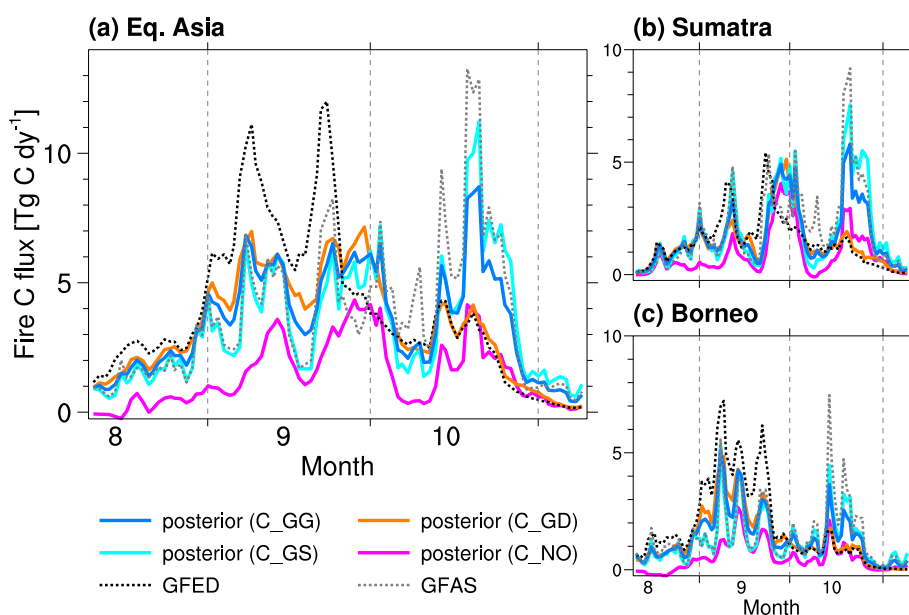 (a) Eq. Asia
(b) Sumatra
(c) Borneo
Fire C flux [Tg C dy⁻¹]
10
5
0
8
9
10
Month
10
5
0
10
5
0
8
9
10
Month
posterior (C_GG)
posterior (C_GD)
posterior (C_GS)
posterior (C_NO)
GFED
GFAS